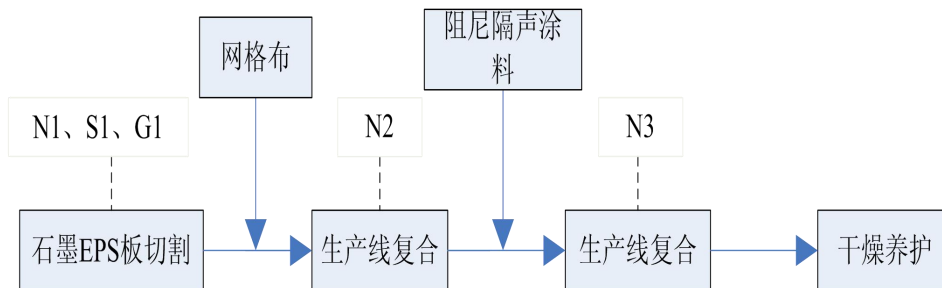 网格布
阻尼隔声涂
料
N1、S1、G1
N2
N3
石墨EPS板切割
生产线复合
生产线复合
干燥养护